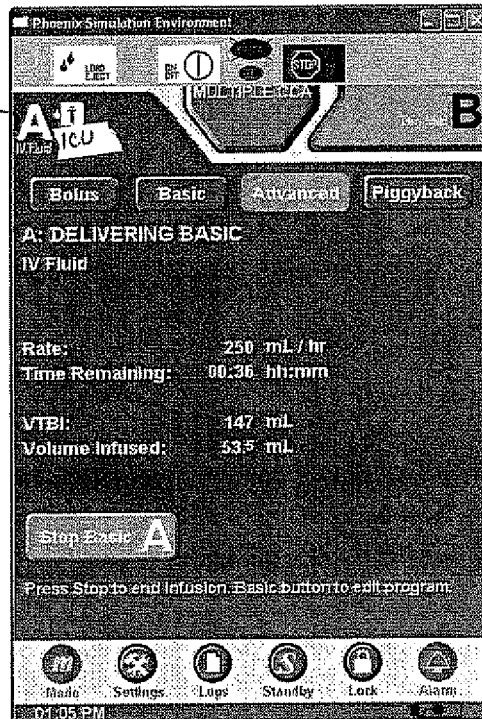 Phoenix Simulation Environment
LOAD
EJECT
ON
OFF
STOP
A
ICU
IV Fluid
B
Bolus Basic Advanced Piggyback
A: DELIVERING BASIC
IV Fluid
Rate: 250 mL / hr
Time Remaining: 00:36 hh:mm
VTBI: 147 mL
Volume Infused: 53.5 mL
Stop Basic A
Press Stop to end infusion. Basic button to edit program.
Mode Settings Logs Standby Lock Alarm
01:05 PM